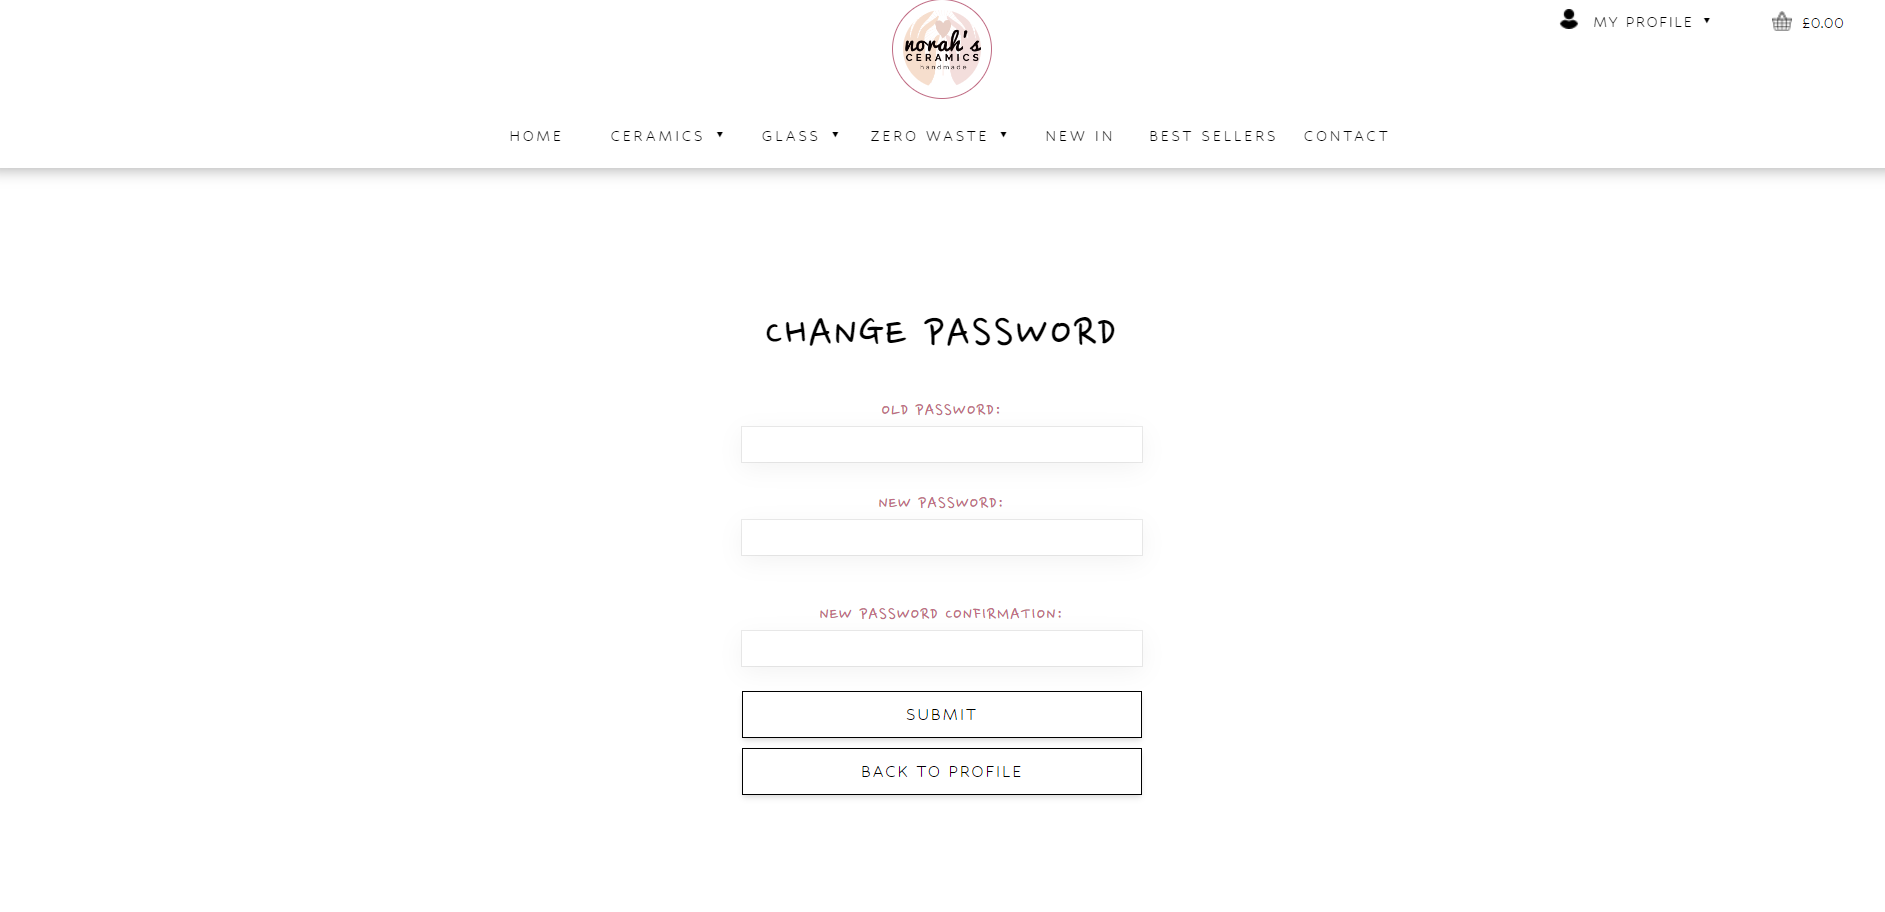 norah's
CERAMICS
handmade
MY PROFILE ▼
£0.00
HOME
CERAMICS ▼
GLASS ▼
ZERO WASTE ▼
NEW IN
BEST SELLERS
CONTACT
CHANGE PASSWORD
OLD PASSWORD:
NEW PASSWORD:
NEW PASSWORD CONFIRMATION:
SUBMIT
BACK TO PROFILE